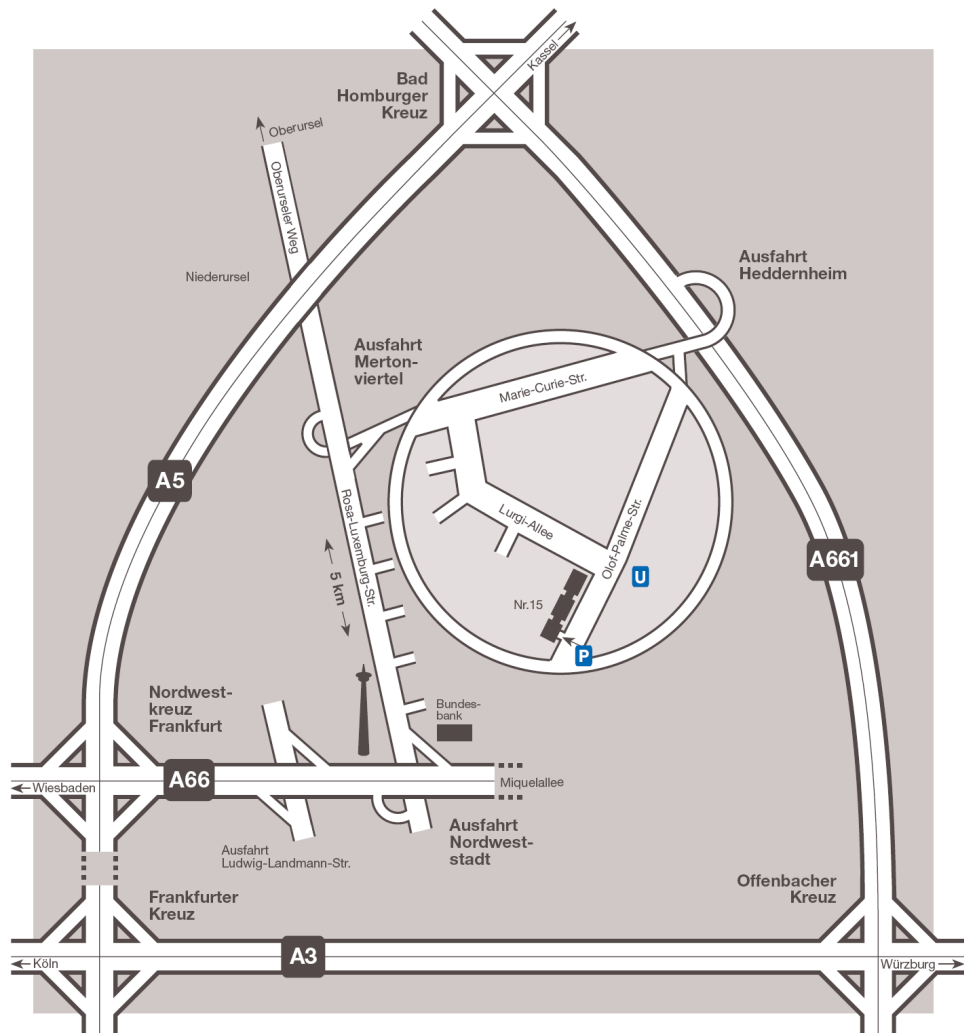 Kassel
Bad
Homburger
Kreuz
Oberursel
Oberurseler Weg
Niederursel
Ausfahrt
Heddernheim
Ausfahrt
Merton-
viertel
Marie-Curie-Str.
A5
Rosa-Luxemburg-Str.
Lurgi-Allee
Olof-Palme-Str.
A661
5 km
U
Nr.15
P
Nordwest-
kreuz
Frankfurt
Bundes-
bank
A66
Wiesbaden
Miquelallee
Ausfahrt
Nordwest-
stadt
Ausfahrt
Ludwig-Landmann-Str.
Frankfurter
Kreuz
Offenbacher
Kreuz
A3
Köln
Würzburg